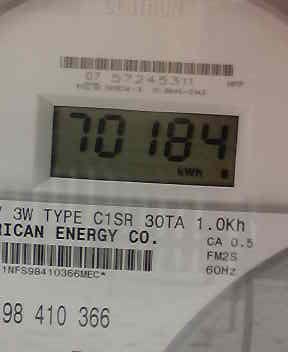 07 57245311
70184
kWh
3W TYPE C1SR 30TA 1.0Kh
RICAN ENERGY CO. CA 0.5
1NFS98410366MEC* FM2S
60Hz
98 410 366